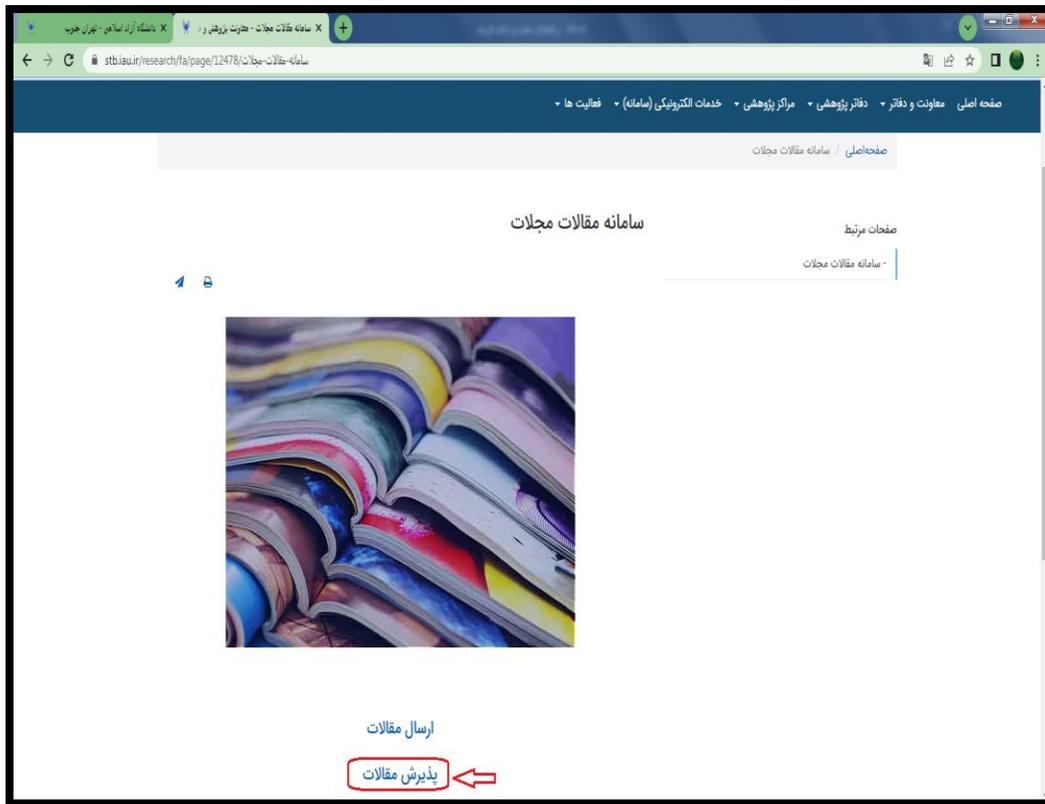 دانشگاه آزاد اسلامی - تهران جنوب
سامانه مقالات مجلات - معاونت پژوهش و
stb.iau.ir/research/fa/page/12478/سامانه-مقالات-مجلات
صفحه اصلی معاونت و دفاتر دفاتر پژوهشی مراکز پژوهشی خدمات الکترونیکی (سامانه) فعالیت ها
صفحه‌اصلی / سامانه مقالات مجلات
سامانه مقالات مجلات
صفحات مرتبط
- سامانه مقالات مجلات
ارسال مقالات
پذیرش مقالات